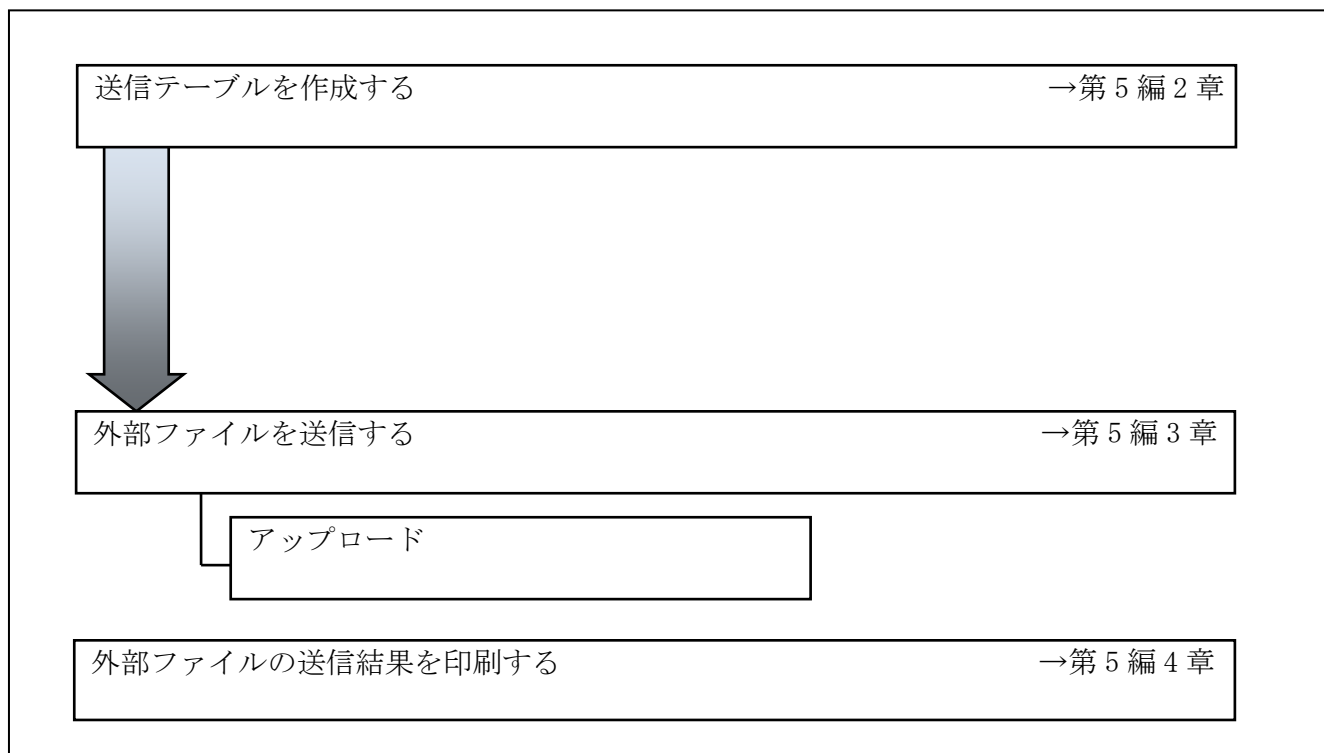 送信テーブルを作成する →第5編2章
外部ファイルを送信する →第5編3章
アップロード
外部ファイルの送信結果を印刷する →第5編4章